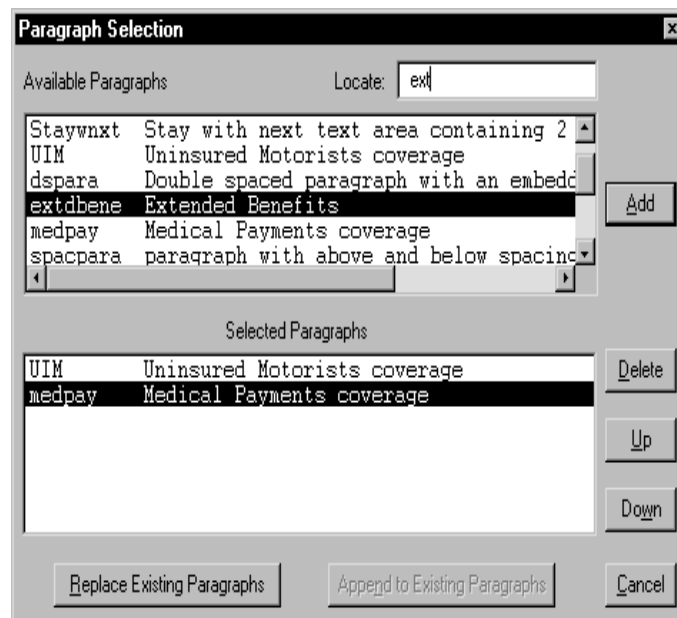 Paragraph Selection
Available Paragraphs Locate: ext
Staywnxt Stay with next text area containing 2
UIM Uninsured Motorists coverage
dspara Double spaced paragraph with an embedd
extdbene Extended Benefits
Add
medpay Medical Payments coverage
spacpara paragraph with above and below spacing
Selected Paragraphs
UIM Uninsured Motorists coverage
medpay Medical Payments coverage
Delete
Up
Down
Replace Existing Paragraphs Append to Existing Paragraphs Cancel